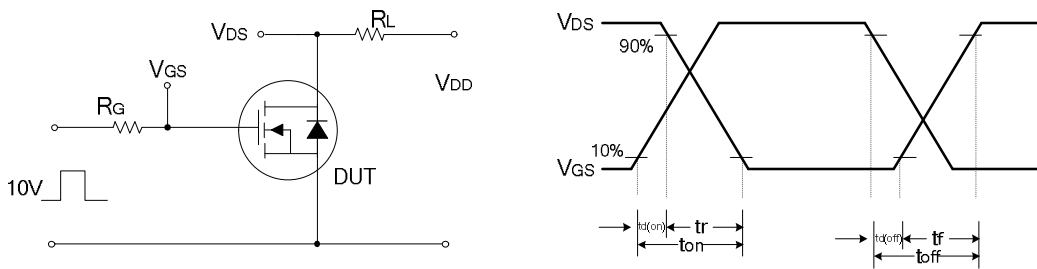 VDS
RL
VGS
VDD
RG
DUT
10V
VDS
90%
10%
VGS
td(on)
tr
ton
td(off)
tf
toff